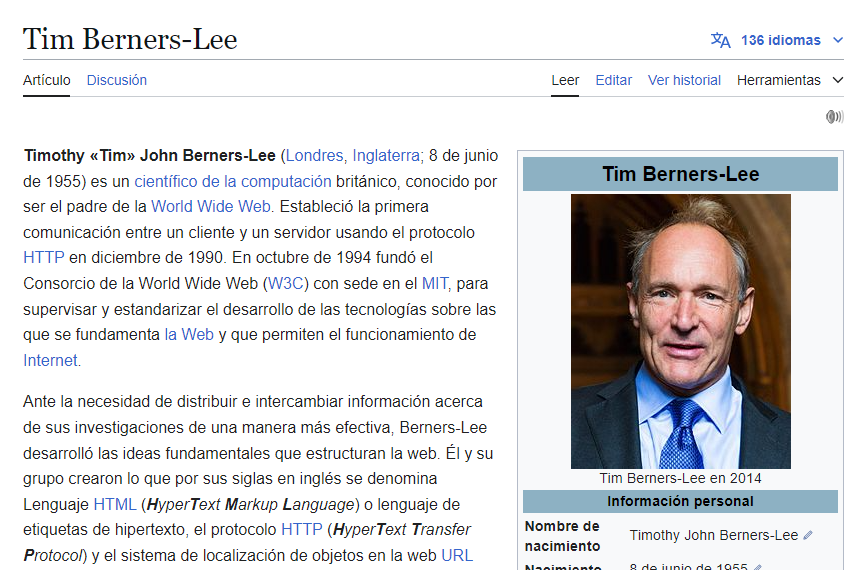 Tim Berners-Lee
136 idiomas
Artículo Discusión
Leer Editar Ver historial Herramientas
Timothy «Tim» John Berners-Lee (Londres, Inglaterra; 8 de junio
de 1955) es un científico de la computación británico, conocido por
ser el padre de la World Wide Web. Estableció la primera
comunicación entre un cliente y un servidor usando el protocolo
HTTP en diciembre de 1990. En octubre de 1994 fundó el
Consorcio de la World Wide Web (W3C) con sede en el MIT, para
supervisar y estandarizar el desarrollo de las tecnologías sobre las
que se fundamenta la Web y que permiten el funcionamiento de
Internet.
Ante la necesidad de distribuir e intercambiar información acerca
de sus investigaciones de una manera más efectiva, Berners-Lee
desarrolló las ideas fundamentales que estructuran la web. Él y su
grupo crearon lo que por sus siglas en inglés se denomina
Lenguaje HTML (HyperText Markup Language) o lenguaje de
etiquetas de hipertexto, el protocolo HTTP (HyperText Transfer
Protocol) y el sistema de localización de objetos en la web URL
Tim Berners-Lee
Tim Berners-Lee en 2014
Información personal
Nombre de
nacimiento
Timothy John Berners-Lee
Nacimiento
8 de junio de 1955